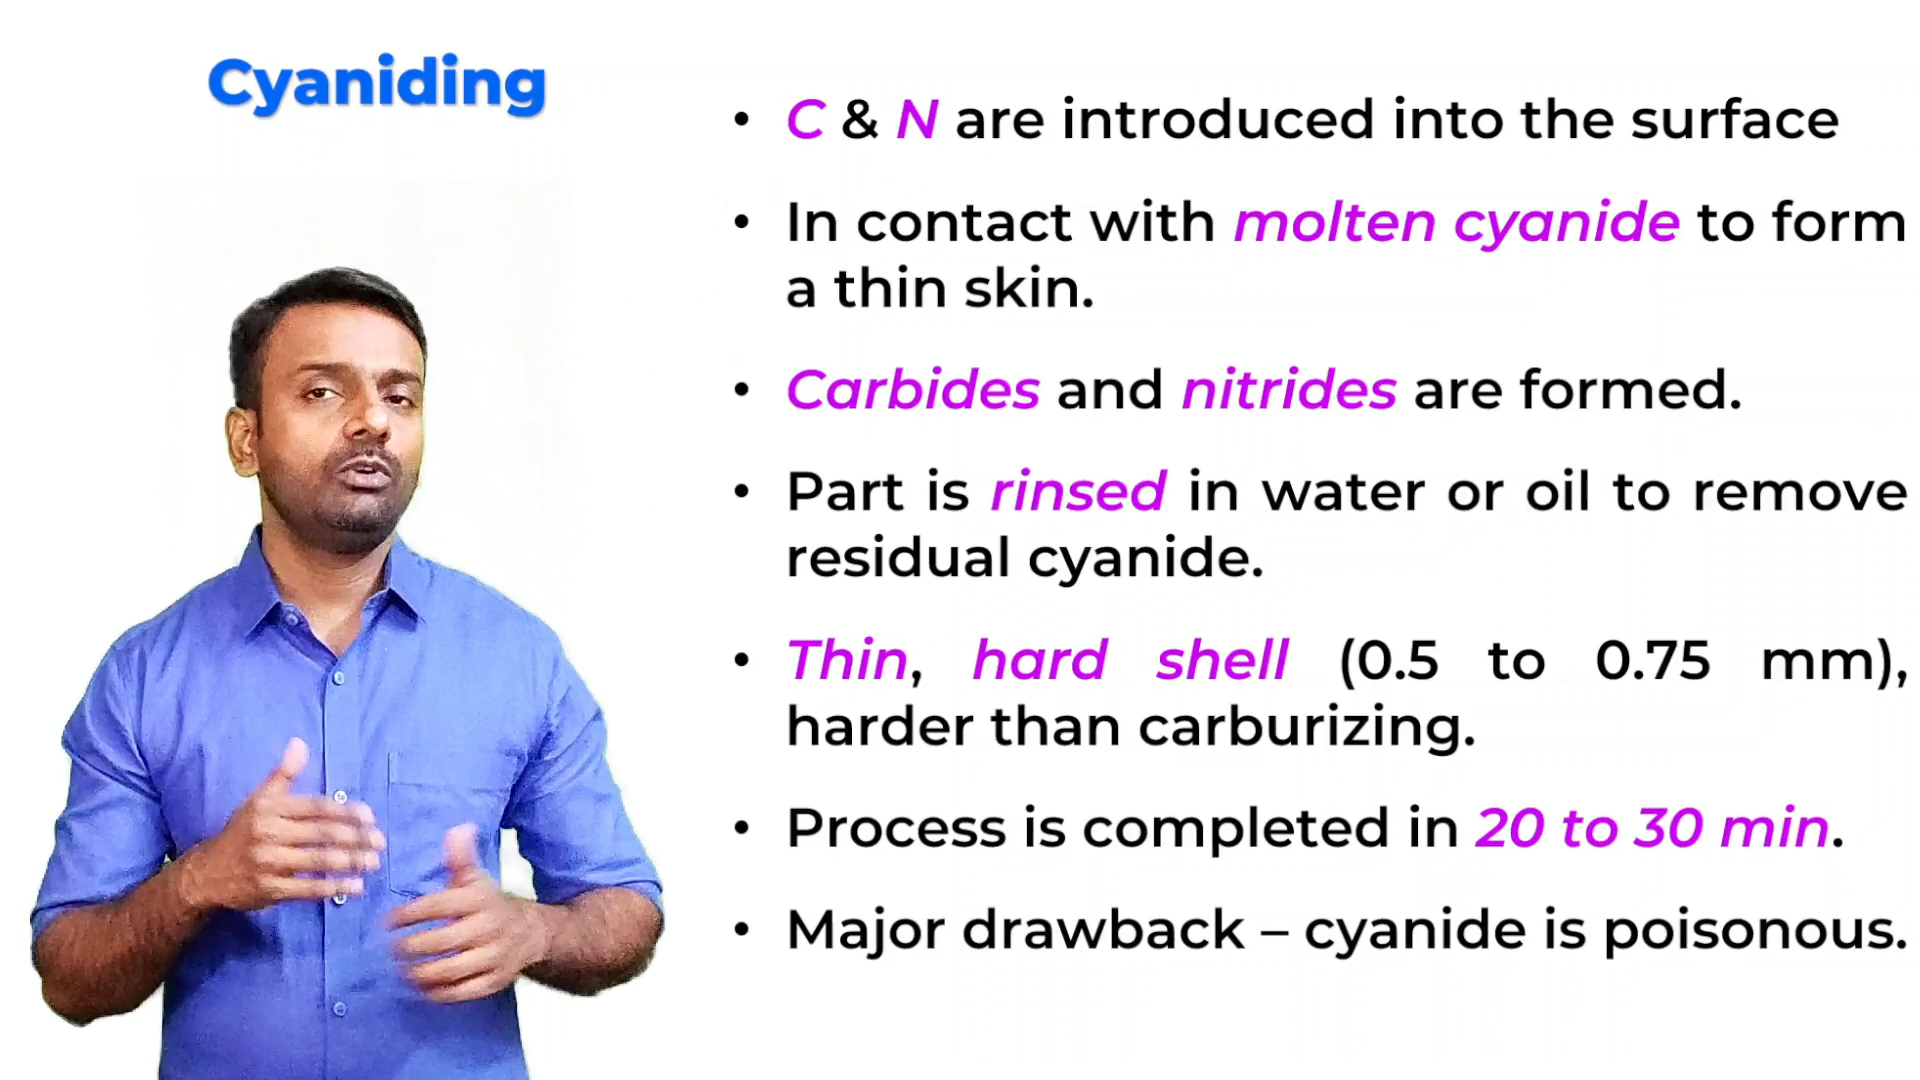 Cyaniding
• C & N are introduced into the surface
• In contact with molten cyanide to form
a thin skin.
• Carbides and nitrides are formed.
• Part is rinsed in water or oil to remove
residual cyanide.
• Thin, hard shell (0.5 to 0.75 mm),
harder than carburizing.
• Process is completed in 20 to 30 min.
• Major drawback – cyanide is poisonous.